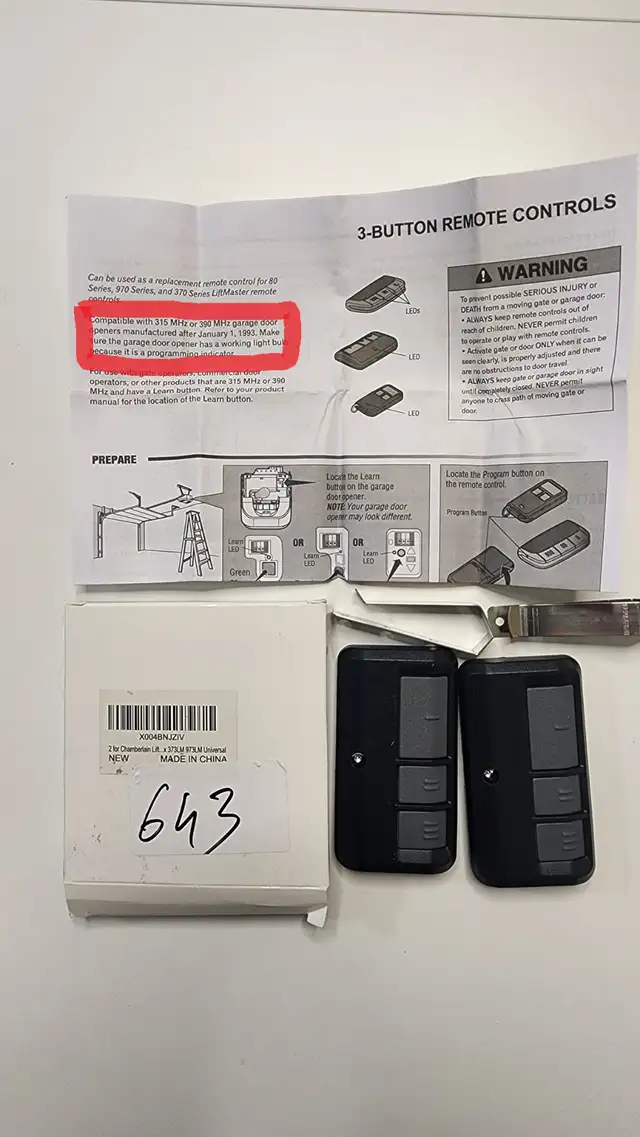 3-BUTTON REMOTE CONTROLS
Can be used as a replacement remote control for 80
Series, 970 Series, and 370 Series LiftMaster remote
controls.
Compatible with 315 MHz or 390 MHz garage door
openers manufactured after January 1, 1993. Make
sure the garage door opener has a working light bulb
because it is a programming indicator.
For use with gate operators, commercial door
operators, or other products that are 315 MHz or 390
MHz and have a Learn button. Refer to your product
manual for the location of the Learn button.
LEDs
LED
LED
WARNING
To prevent possible SERIOUS INJURY or
DEATH from a moving gate or garage door:
• ALWAYS keep remote controls out of
reach of children. NEVER permit children
to operate or play with remote controls.
• Activate gate or door ONLY when it can be
seen clearly, is properly adjusted and there
are no obstructions to door travel.
• ALWAYS keep gate or garage door in sight
until completely closed. NEVER permit
anyone to cross path of moving gate or
door.
PREPARE
Locate the Learn
button on the garage
door opener.
NOTE: Your garage door
opener may look different.
Learn
LED
Green
OR
Learn
LED
OR
Learn
LED
Locate the Program button on
the remote control.
Program Button
X004BNJZIV
2 for Chamberlain Lift...x 373LM 973LM Universal
NEW MADE IN CHINA
643
I
II
III
I
II
III